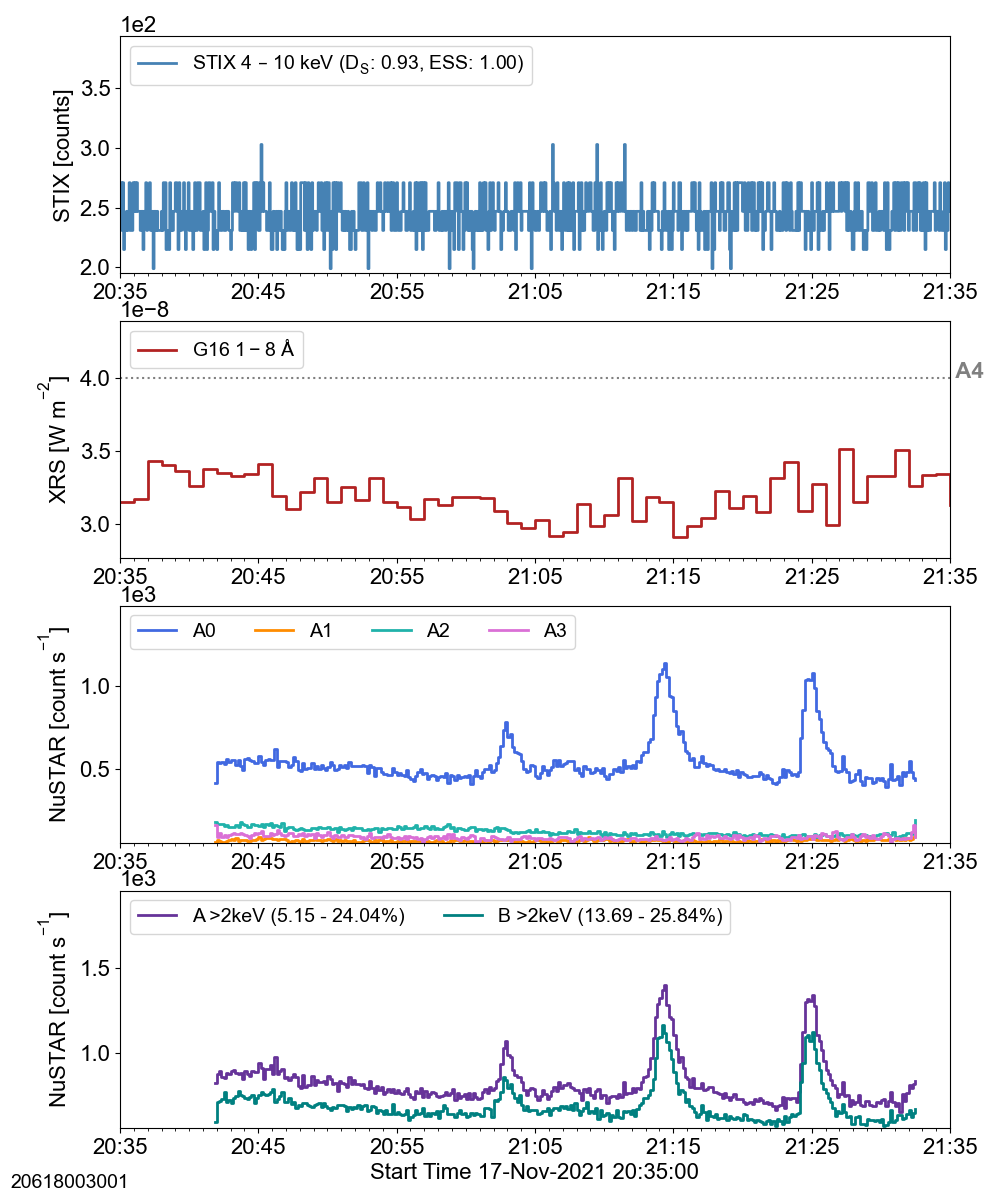 1e2
STIX 4 – 10 keV (DS: 0.93, ESS: 1.00)
STIX [counts]
3.5
3.0
2.5
2.0
20:35 20:45 20:55 21:05 21:15 21:25 21:35
1e−8
G16 1 − 8 Å
XRS [W m−2]
4.0
3.5
3.0
A4
20:35 20:45 20:55 21:05 21:15 21:25 21:35
1e3
A0 A1 A2 A3
NuSTAR [count s−1]
1.0
0.5
20:35 20:45 20:55 21:05 21:15 21:25 21:35
1e3
A >2keV (5.15 - 24.04%) B >2keV (13.69 - 25.84%)
NuSTAR [count s−1]
1.5
1.0
20:35 20:45 20:55 21:05 21:15 21:25 21:35
Start Time 17-Nov-2021 20:35:00
20618003001